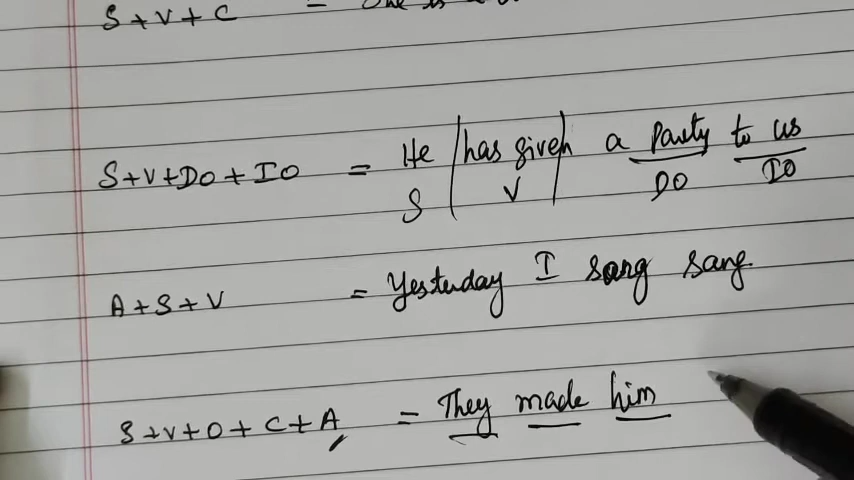 S+V+C =
S+V+DO+IO = He has given a party to us
S V DO IO
A+S+V = Yesterday I sang sang
S+V+O+C+A = They made him